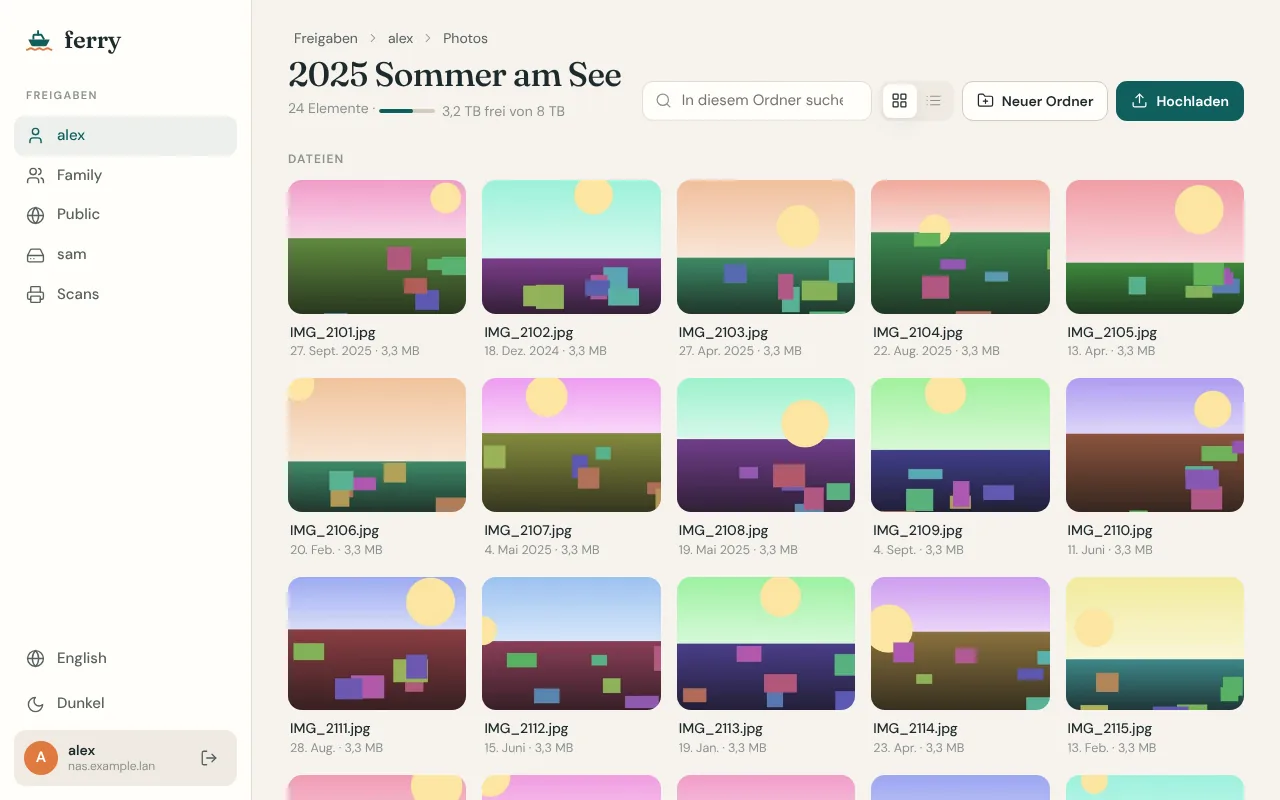 ferry
FREIGABEN
alex
Family
Public
sam
Scans
English
Dunkel
A
alex
nas.example.lan
Freigaben > alex > Photos
2025 Sommer am See
24 Elemente · 3,2 TB frei von 8 TB
In diesem Ordner suche
Neuer Ordner
Hochladen
DATEIEN
IMG_2101.jpg
27. Sept. 2025 · 3,3 MB
IMG_2102.jpg
18. Dez. 2024 · 3,3 MB
IMG_2103.jpg
27. Apr. 2025 · 3,3 MB
IMG_2104.jpg
22. Aug. 2025 · 3,3 MB
IMG_2105.jpg
13. Apr. · 3,3 MB
IMG_2106.jpg
20. Feb. · 3,3 MB
IMG_2107.jpg
4. Mai 2025 · 3,3 MB
IMG_2108.jpg
19. Mai 2025 · 3,3 MB
IMG_2109.jpg
4. Sept. · 3,3 MB
IMG_2110.jpg
11. Juni · 3,3 MB
IMG_2111.jpg
28. Aug. · 3,3 MB
IMG_2112.jpg
15. Juni · 3,3 MB
IMG_2113.jpg
19. Jan. · 3,3 MB
IMG_2114.jpg
23. Apr. · 3,3 MB
IMG_2115.jpg
13. Feb. · 3,3 MB